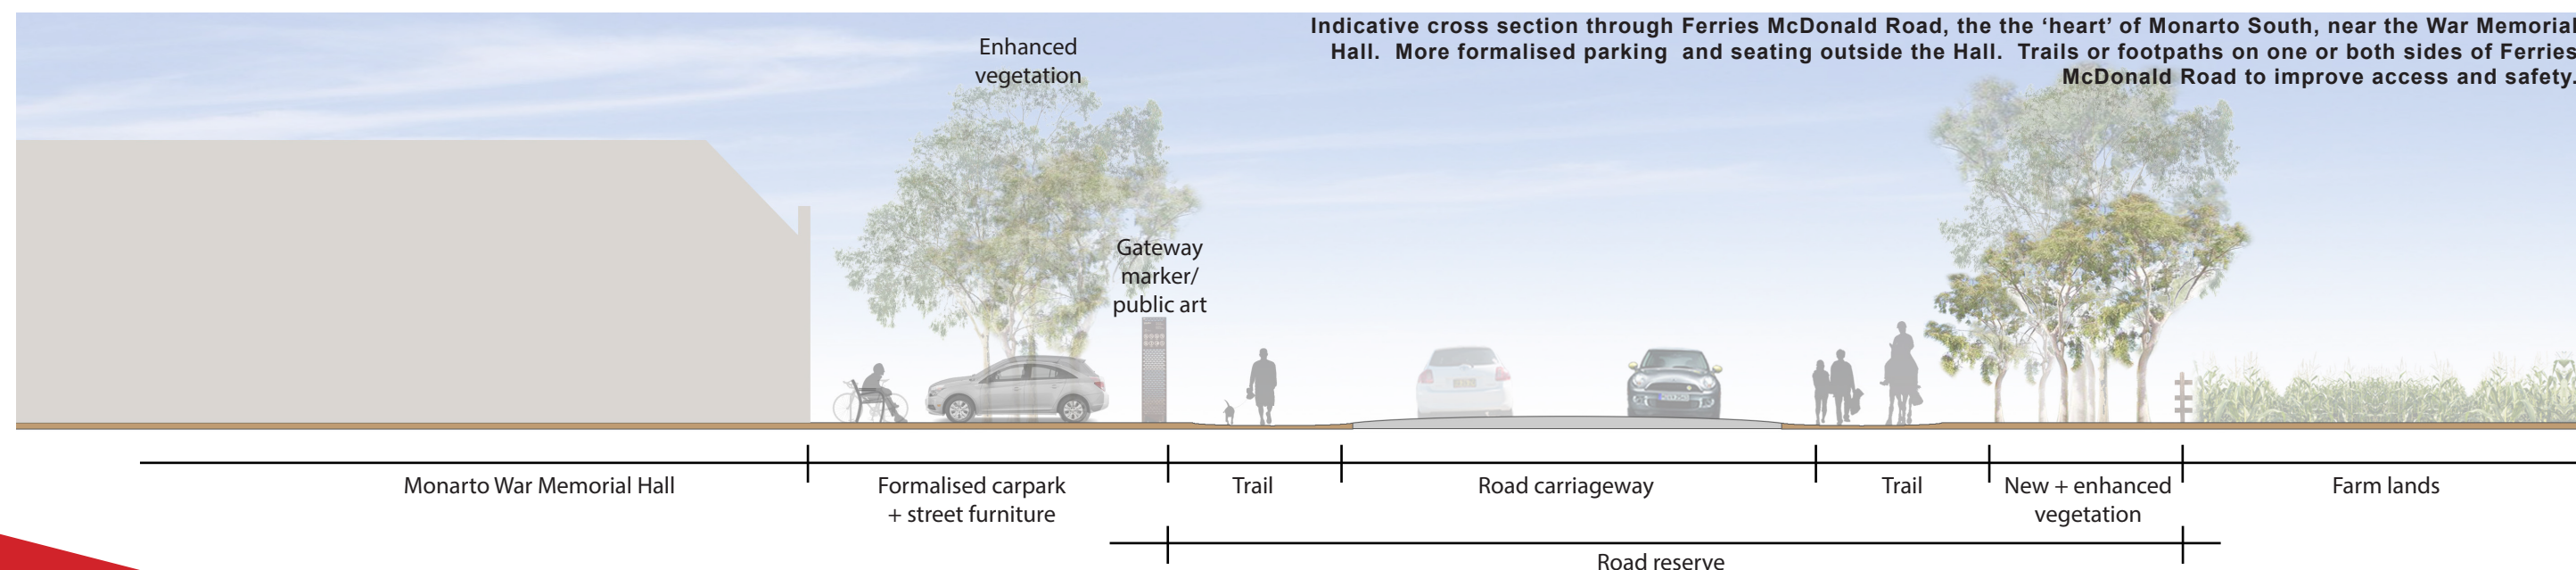 Indicative cross section through Ferries McDonald Road, the the ‘heart’ of Monarto South, near the War Memorial
Hall. More formalised parking and seating outside the Hall. Trails or footpaths on one or both sides of Ferries
McDonald Road to improve access and safety.
Enhanced
vegetation
Gateway
marker/
public art
Monarto War Memorial Hall
Formalised carpark
+ street furniture
Trail
Road carriageway
Trail
New + enhanced
vegetation
Farm lands
Road reserve